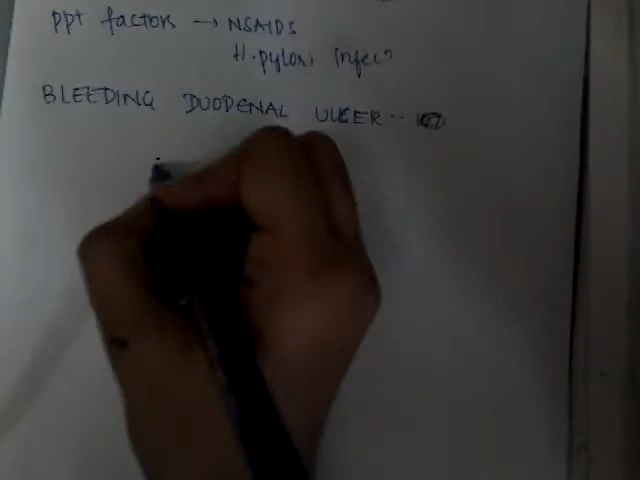 ppt factors → NSAIDS
H. pylori infecⁿ
BLEEDING DUODENAL ULCER --